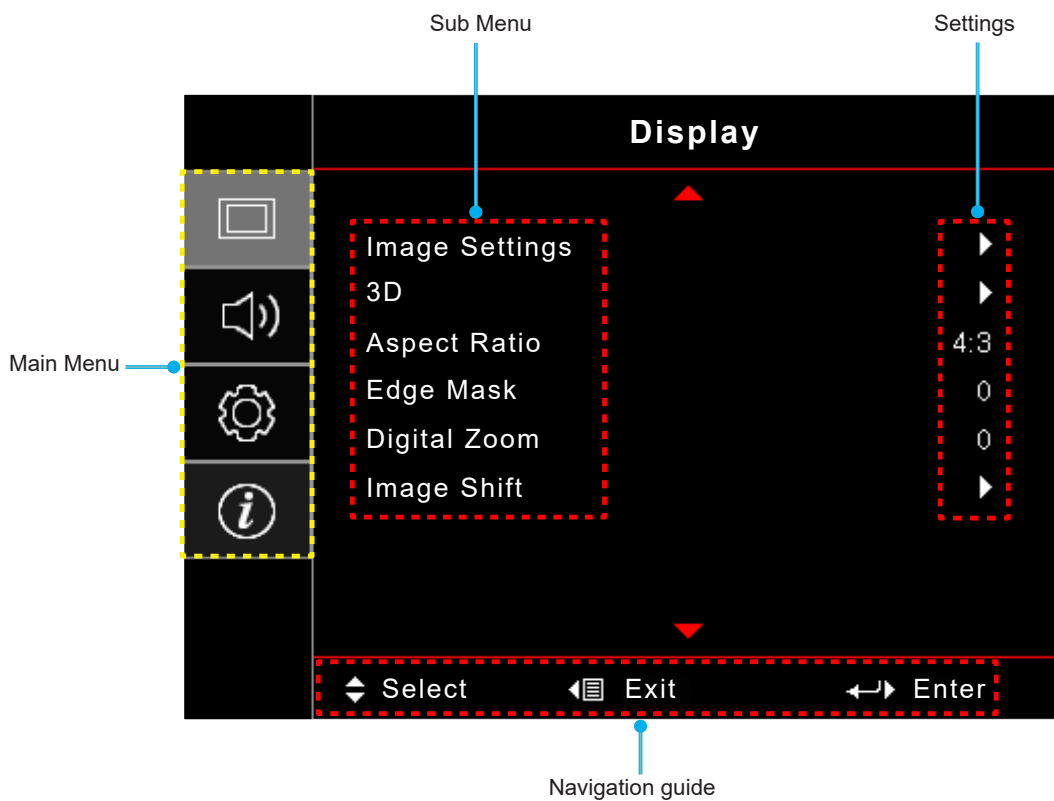 Sub Menu Settings
Display
Image Settings
3D
Aspect Ratio 4:3
Edge Mask 0
Digital Zoom 0
Image Shift
Main Menu
Select Exit Enter
Navigation guide